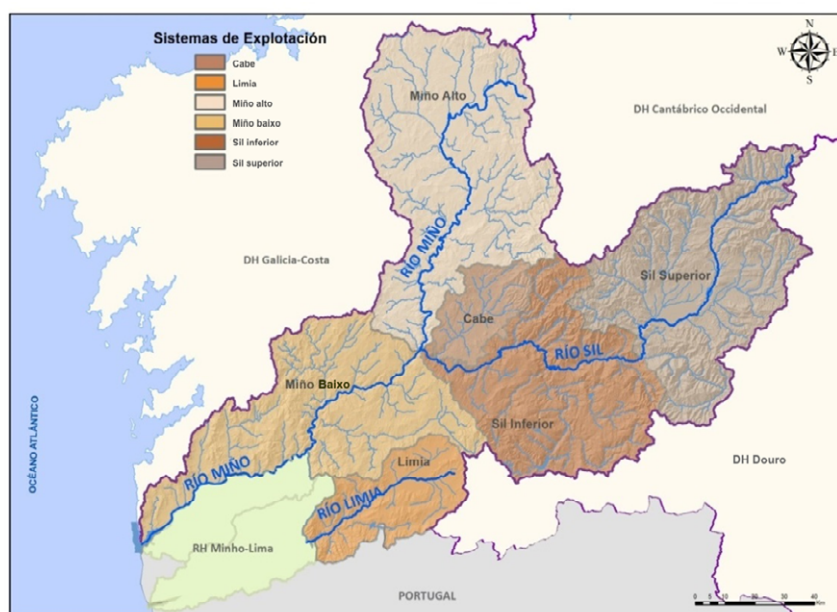 Sistemas de Explotación
Cabe
Limia
Miño alto
Miño baixo
Sil inferior
Sil superior
N
W
E
S
Miño Alto
DH Cantábrico Occidental
RÍO MIÑO
DH Galicia-Costa
Sil Superior
Cabe
RÍO SIL
Miño Baixo
Sil Inferior
OCÉANO ATLÁNTICO
Limia
DH Douro
RÍO MIÑO
RÍO LIMIA
RH Minho-Lima
PORTUGAL
0 5 10 20 30 40